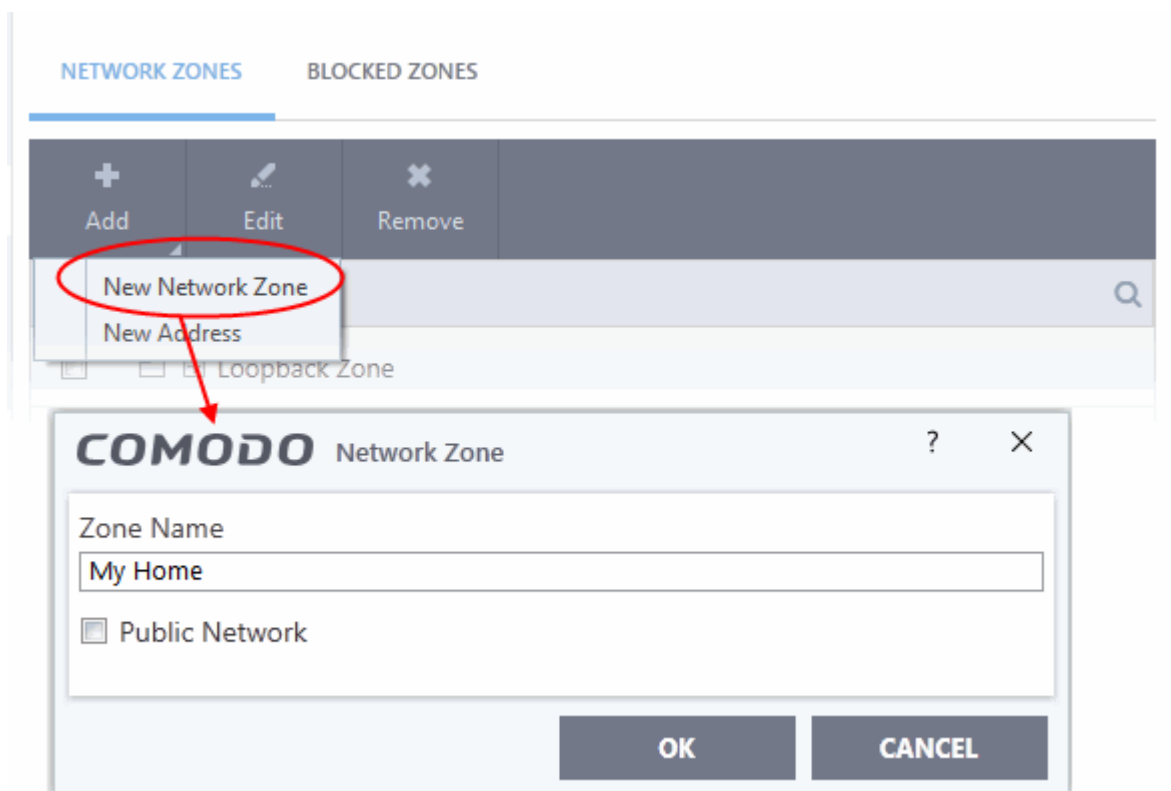 NETWORK ZONES BLOCKED ZONES
Add Edit Remove
New Network Zone
New Address
Loopback Zone
COMODO Network Zone ?
Zone Name
My Home
Public Network
OK CANCEL